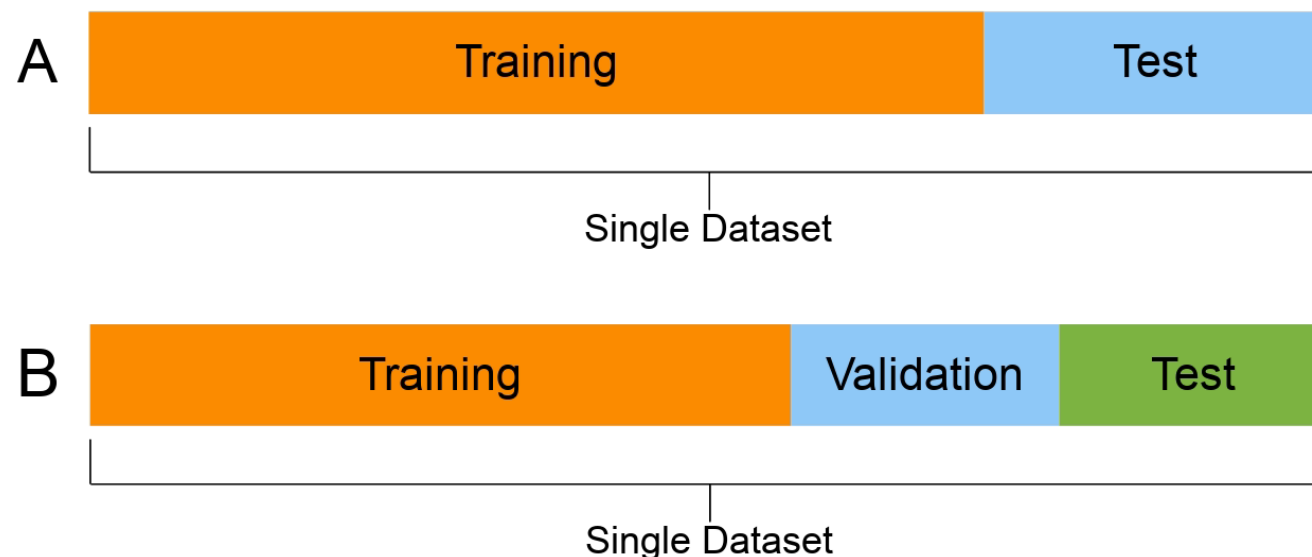 A
Training Test
Single Dataset
B
Training Validation Test
Single Dataset